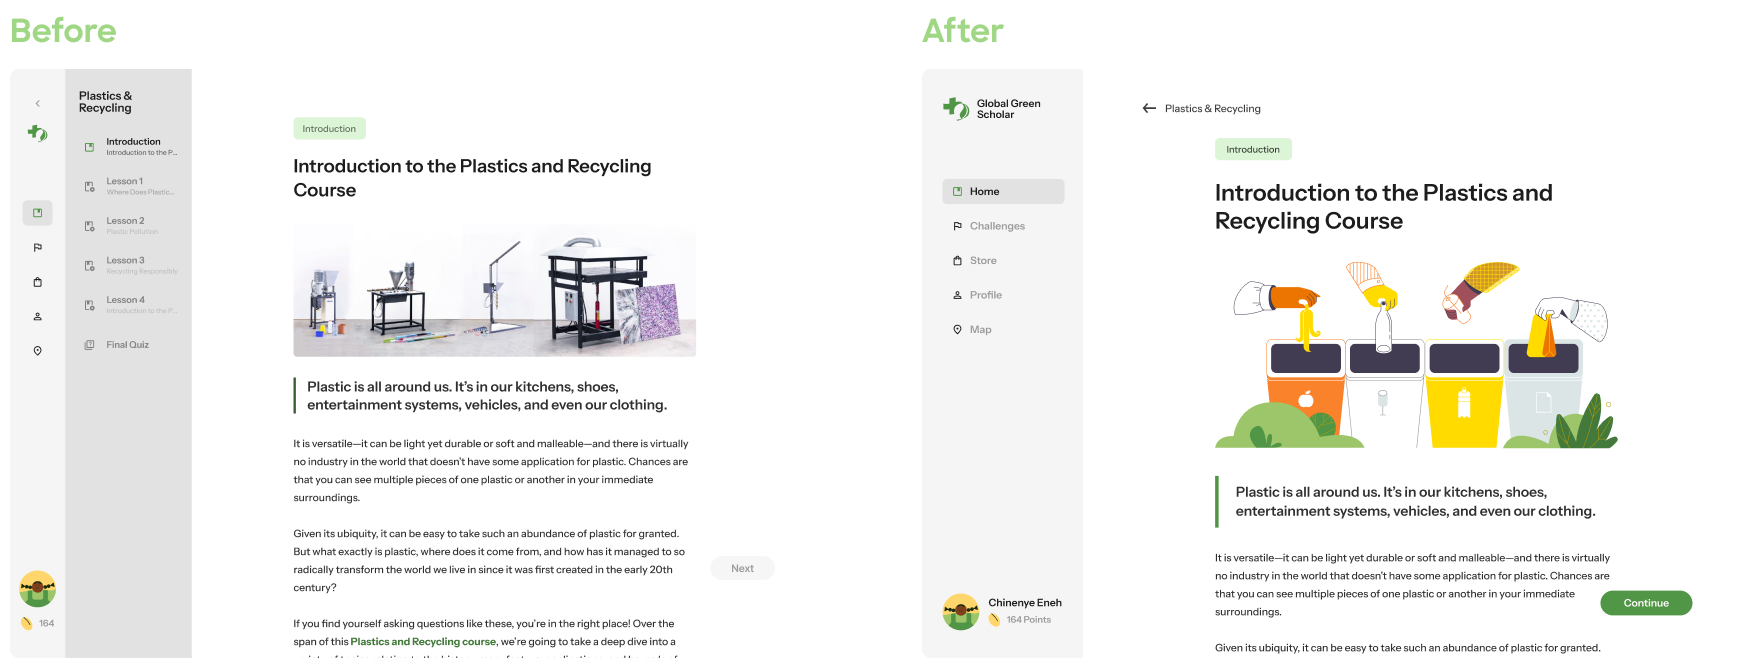 Before
Plastics &
Recycling
Introduction
Introduction to the P...
Lesson 1
Where Does Plastic...
Lesson 2
Plastic Pollution
Lesson 3
Recycling Responsibly
Lesson 4
Introduction to the P...
Final Quiz
164
Introduction
Introduction to the Plastics and Recycling
Course
Plastic is all around us. It's in our kitchens, shoes,
entertainment systems, vehicles, and even our clothing.
It is versatile—it can be light yet durable or soft and malleable—and there is virtually
no industry in the world that doesn't have some application for plastic. Chances are
that you can see multiple pieces of one plastic or another in your immediate
surroundings.
Given its ubiquity, it can be easy to take such an abundance of plastic for granted.
But what exactly is plastic, where does it come from, and how has it managed to so
radically transform the world we live in since it was first created in the early 20th
century?
If you find yourself asking questions like these, you're in the right place! Over the
span of this Plastics and Recycling course, we're going to take a deep dive into a
Next
After
Global Green
Scholar
Home
Challenges
Store
Profile
Map
Chinenye Eneh
164 Points
Plastics & Recycling
Introduction
Introduction to the Plastics and
Recycling Course
Plastic is all around us. It's in our kitchens, shoes,
entertainment systems, vehicles, and even our clothing.
It is versatile—it can be light yet durable or soft and malleable—and there is virtually
no industry in the world that doesn't have some application for plastic. Chances are
that you can see multiple pieces of one plastic or another in your immediate
surroundings.
Given its ubiquity, it can be easy to take such an abundance of plastic for granted.
Continue